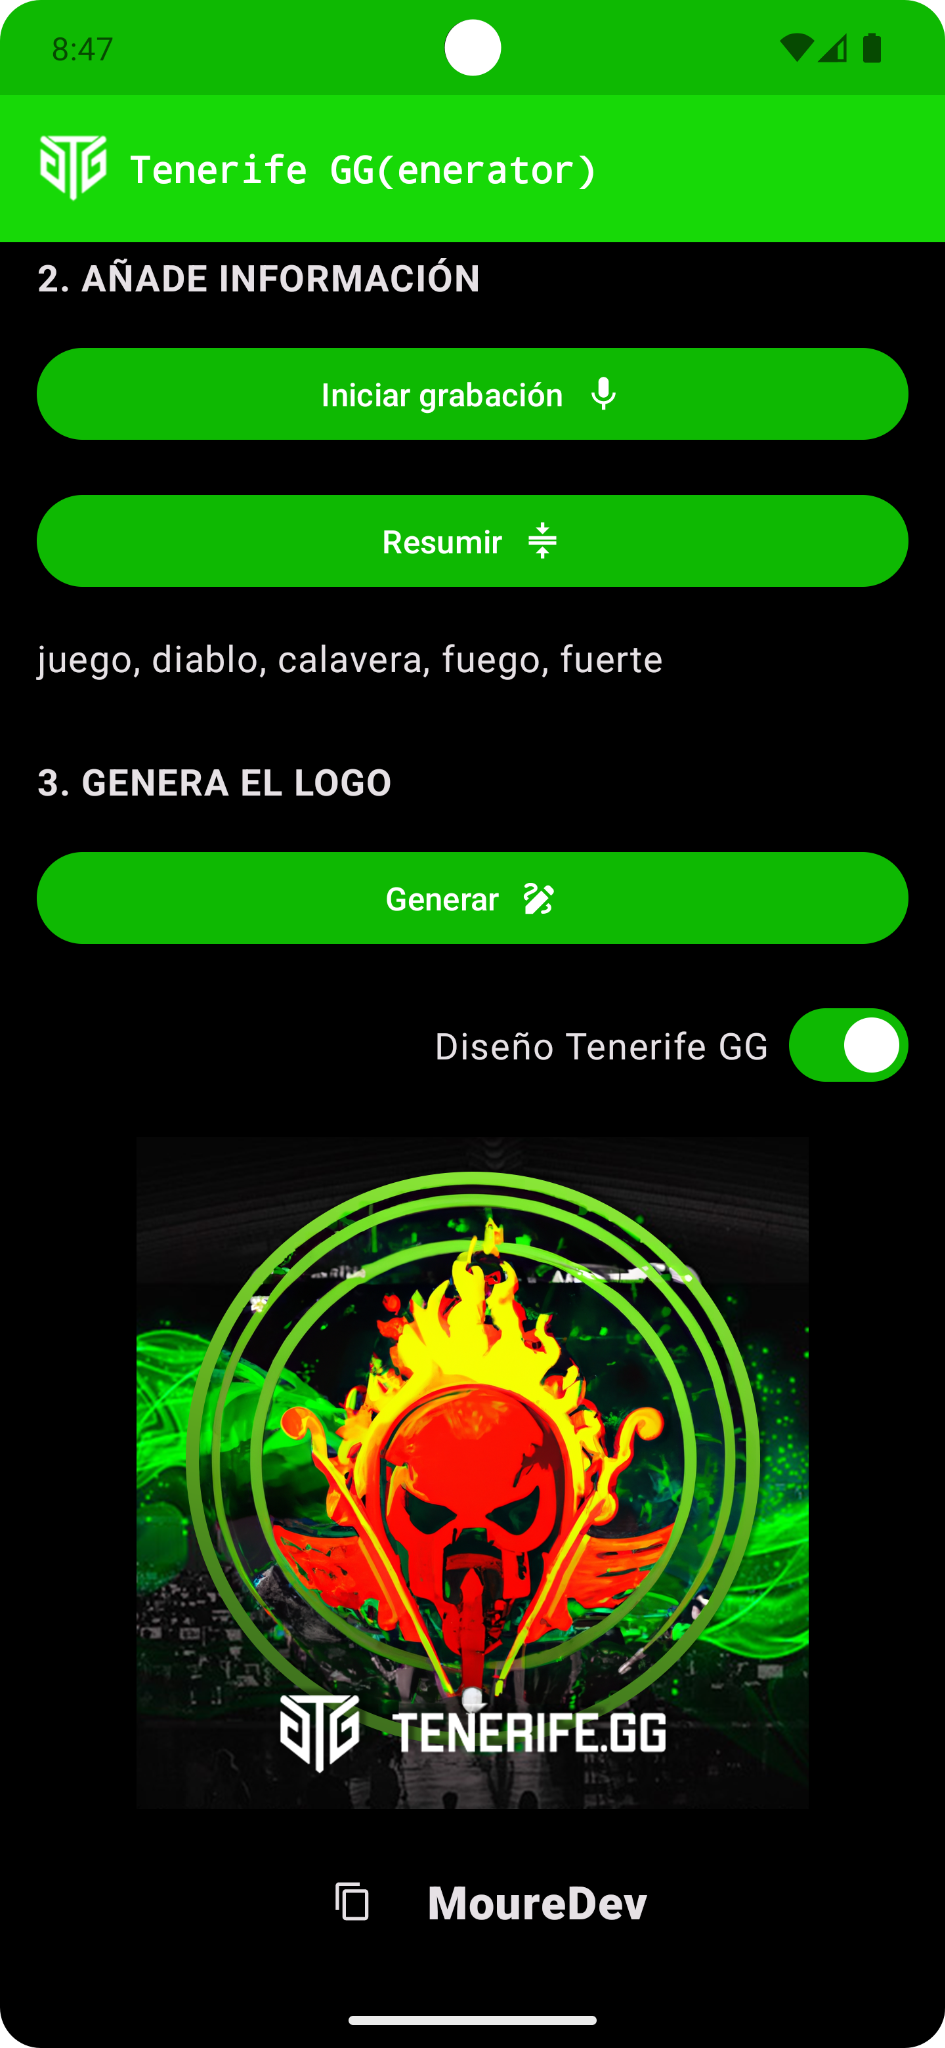 8:47
Tenerife GG(enerator)
2. AÑADE INFORMACIÓN
Iniciar grabación
Resumir
juego, diablo, calavera, fuego, fuerte
3. GENERA EL LOGO
Generar
Diseño Tenerife GG
TENERIFE.GG
MoureDev